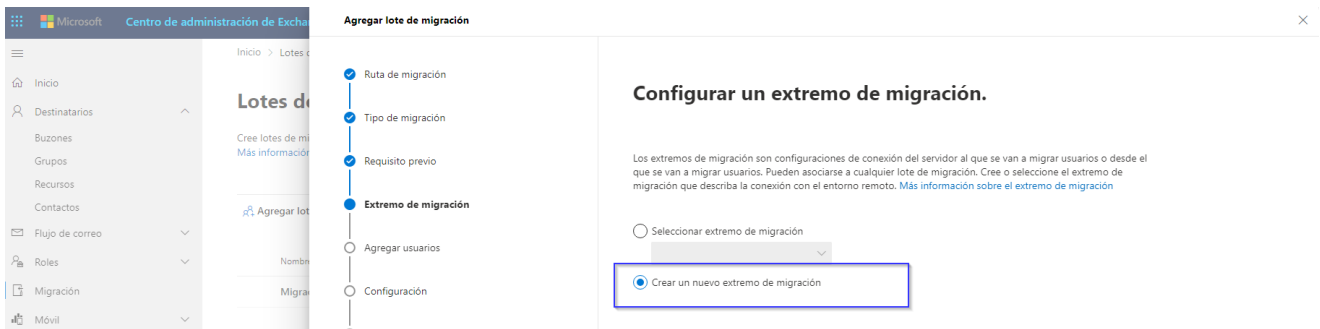 Microsoft Centro de administración de Excha
Inicio > Lotes
Inicio
Destinatarios
Buzones
Grupos
Recursos
Contactos
Flujo de correo
Roles
Migración
Móvil
Lotes d
Cree lotes de mi
Más informació
Agregar lot
Nombr
Migra
Agregar lote de migración
Ruta de migración
Tipo de migración
Requisito previo
Extremo de migración
Agregar usuarios
Configuración
Configurar un extremo de migración.
Los extremos de migración son configuraciones de conexión del servidor al que se van a migrar usuarios o desde el
que se van a migrar usuarios. Pueden asociarse a cualquier lote de migración. Cree o seleccione el extremo de
migración que describa la conexión con el entorno remoto. Más información sobre el extremo de migración
Seleccionar extremo de migración
Crear un nuevo extremo de migración